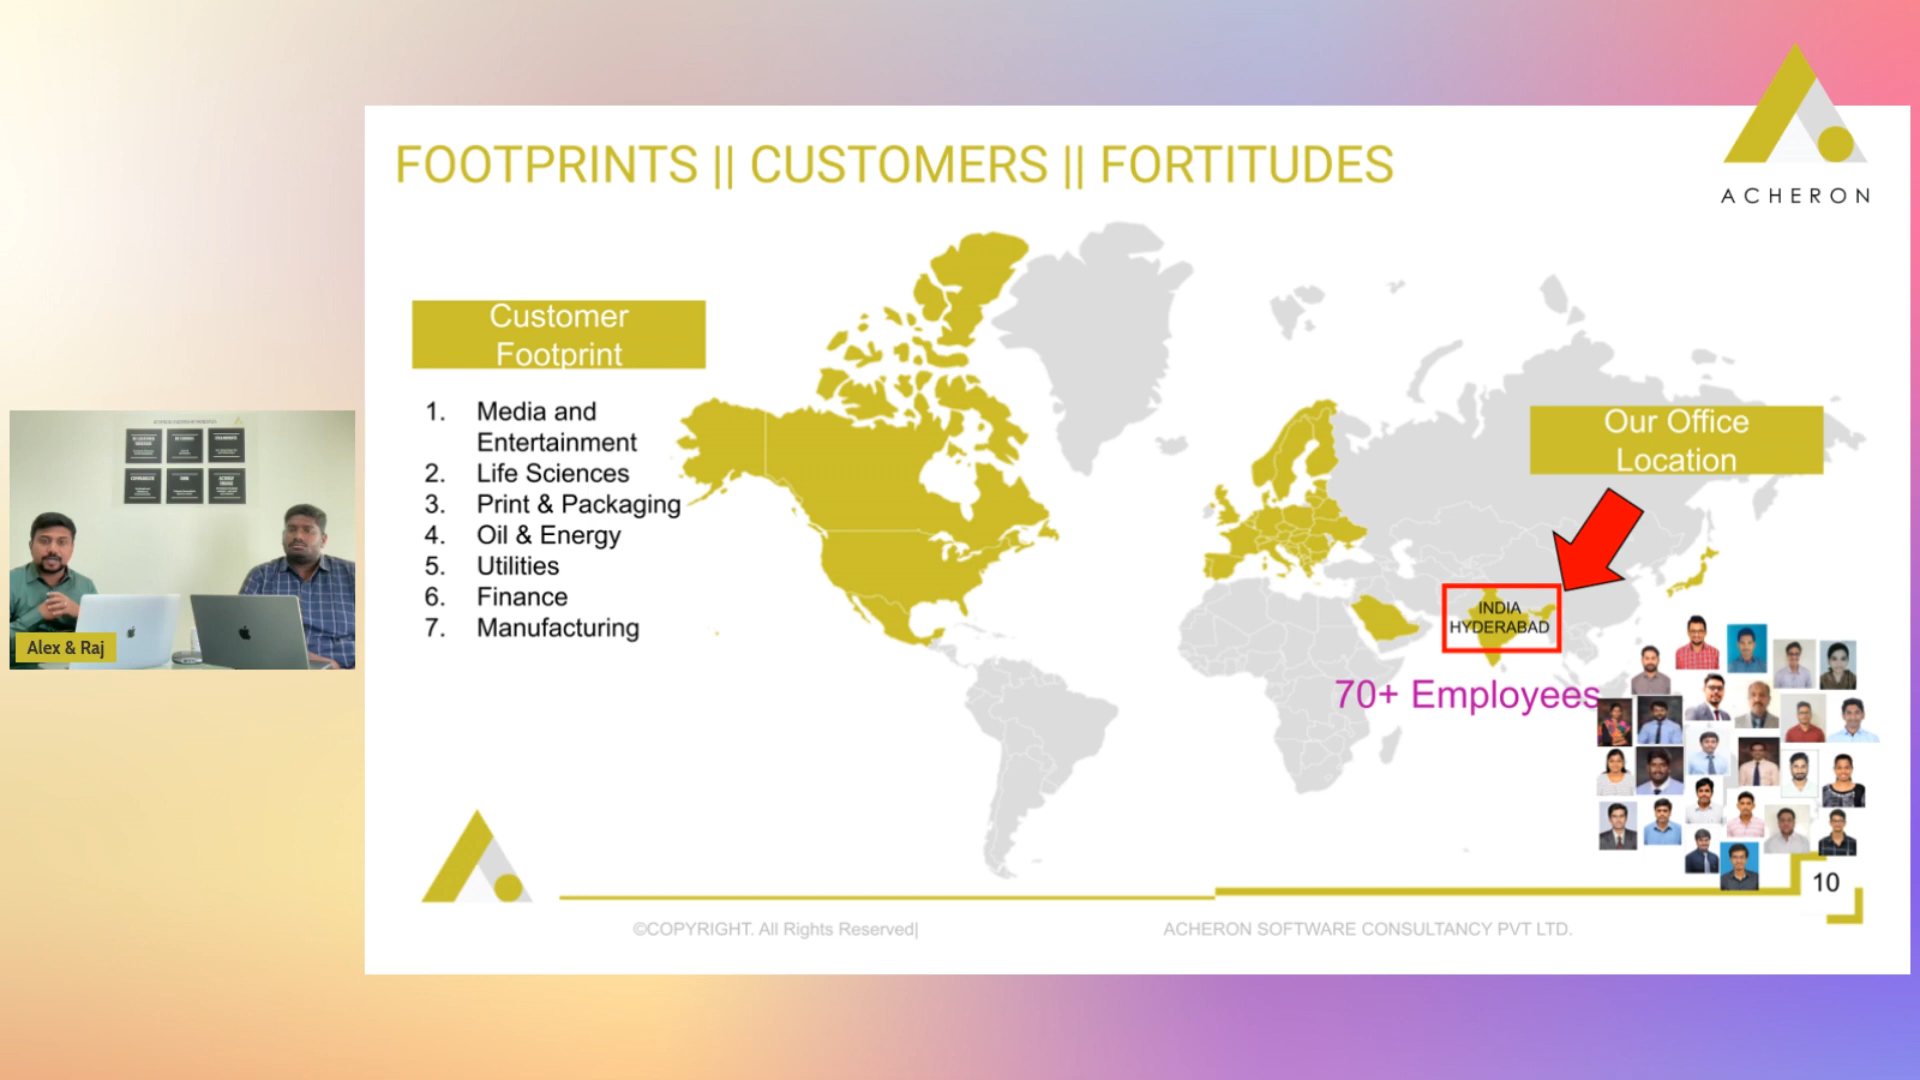 ACHERON
FOOTPRINTS || CUSTOMERS || FORTITUDES
Customer
Footprint
1. Media and
Entertainment
2. Life Sciences
3. Print & Packaging
4. Oil & Energy
5. Utilities
6. Finance
7. Manufacturing
Our Office
Location
INDIA
HYDERABAD
70+ Employees
Alex & Raj
10
©COPYRIGHT. All Rights Reserved|
ACHERON SOFTWARE CONSULTANCY PVT LTD.